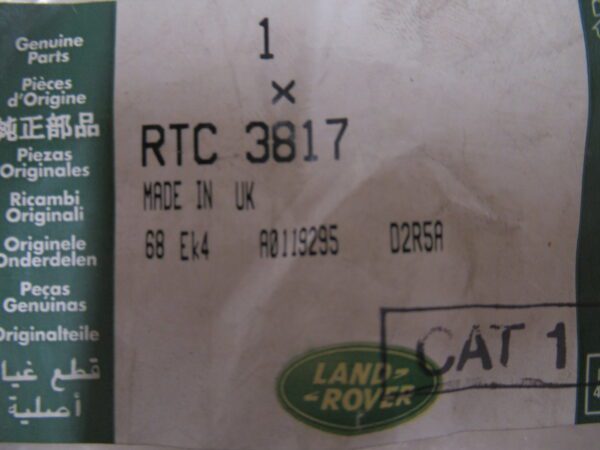 Genuine
Parts
Pièces
d'Origine
純正部品
Piezas
Originales
Ricambi
Originali
Originele
Onderdelen
Peças
Genuinas
Originalteile
قطع غيا
أصلية
1
×
RTC 3817
MADE IN UK
68 Ek4 A0119295 D2R5A
CAT 1
LAND-
-ROVER